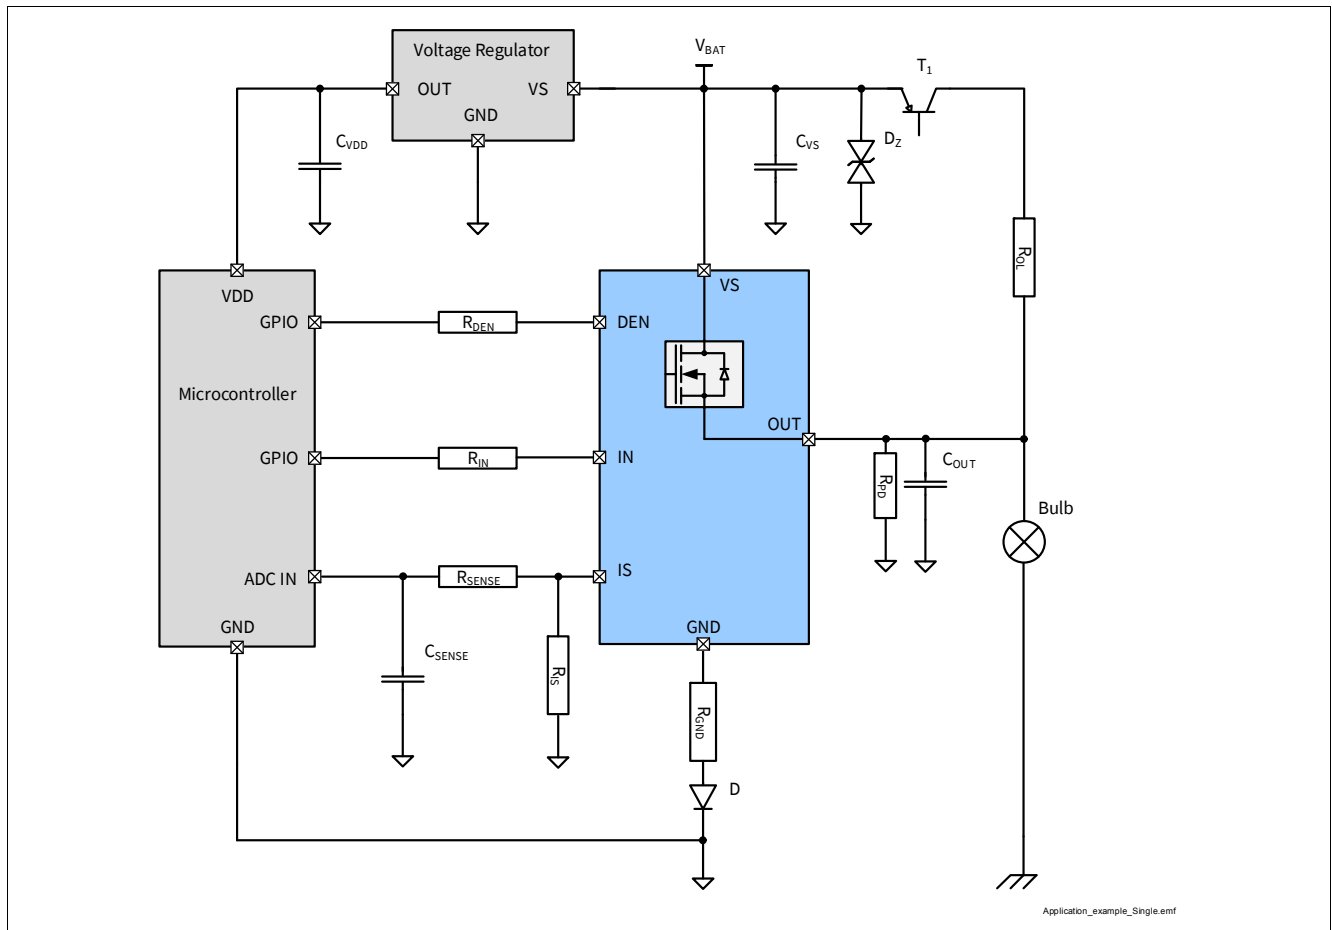 Voltage Regulator
OUT
VS
GND
VBAT
T1
CVDD
CVS
DZ
ROL
VDD
GPIO
RDEN
DEN
VS
Microcontroller
OUT
GPIO
RIN
IN
RPD
COUT
Bulb
ADC IN
RSENSE
IS
GND
GND
CSENSE
RIS
RGND
D
Application_example_Single.emf